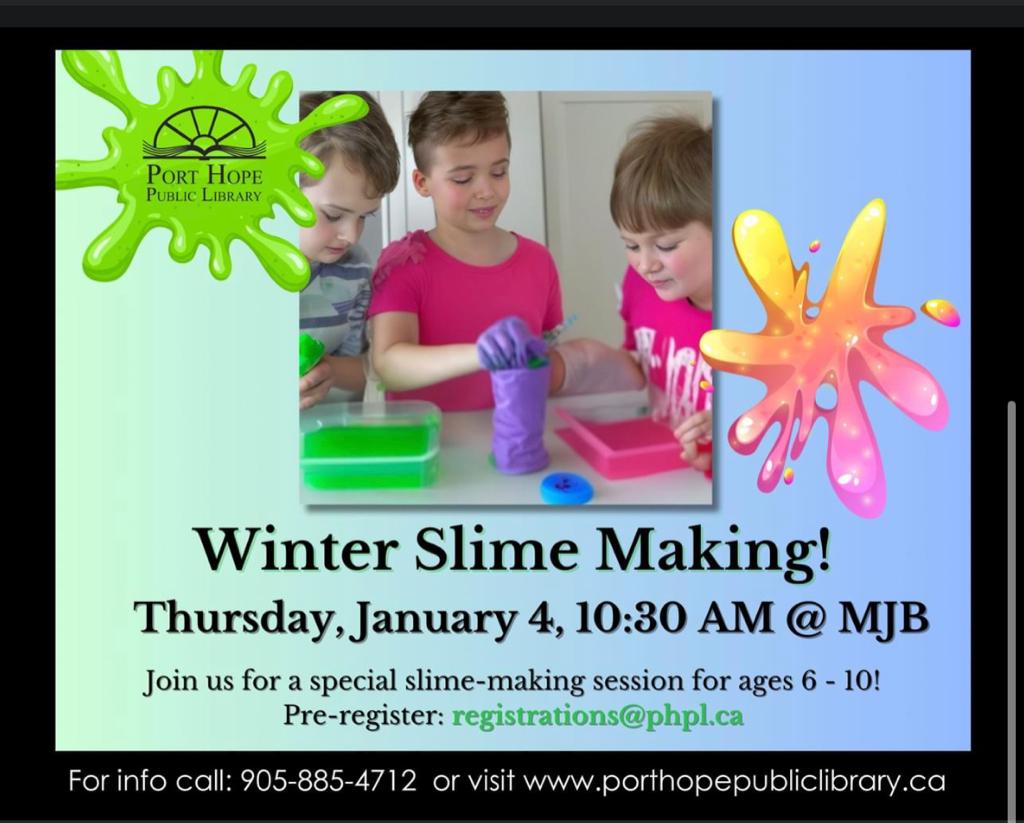 PORT HOPE
PUBLIC LIBRARY
Winter Slime Making!
Thursday, January 4, 10:30 AM @ MJB
Join us for a special slime-making session for ages 6 - 10!
Pre-register: registrations@phpl.ca
For info call: 905-885-4712 or visit www.porthopepubliclibrary.ca